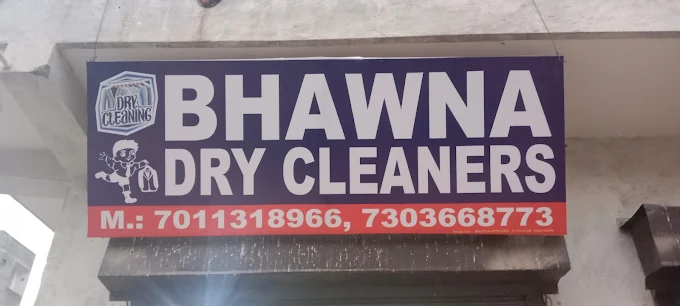 DRY
CLEANING
BHAWNA
DRY CLEANERS
M.: 7011318966, 7303668773